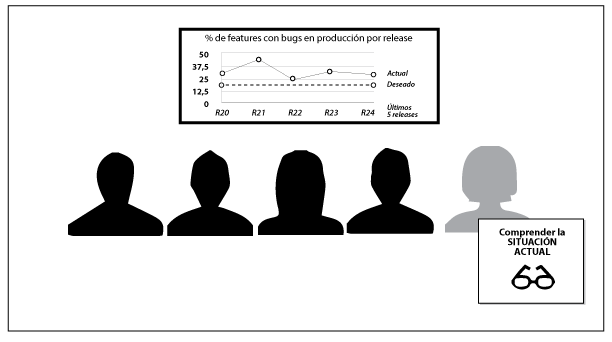 % de features con bugs en producción por release
50
37,5
25
12,5
0
Actual
Deseado
R20 R21 R22 R23 R24
Últimos
5 releases
Comprender la
SITUACIÓN
ACTUAL